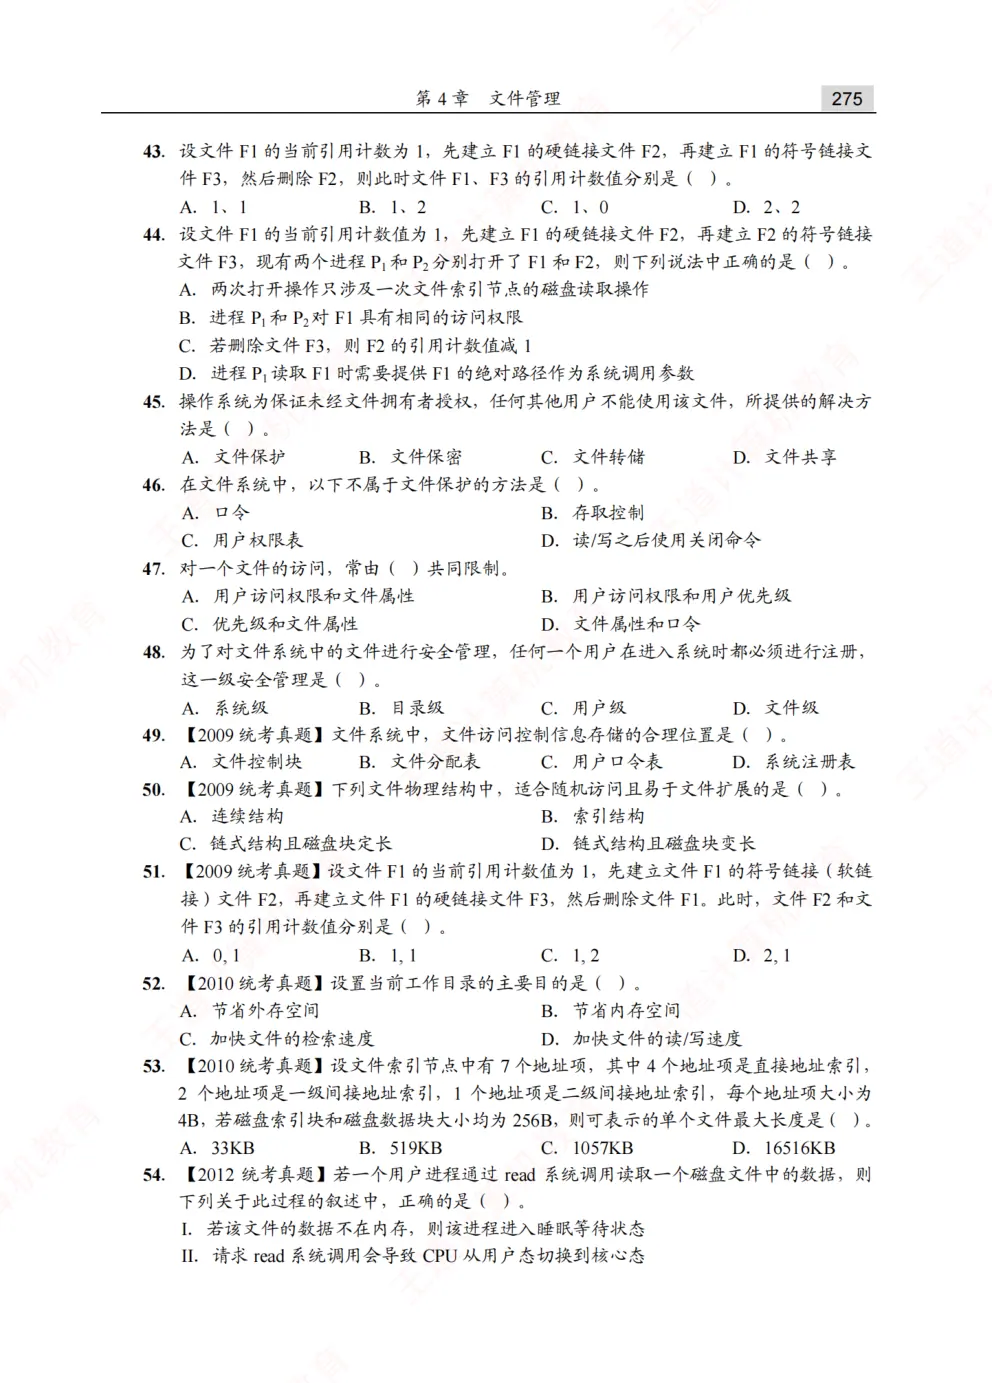 第 4 章 文件管理 275
43. 设文件 F1 的当前引用计数为 1，先建立 F1 的硬链接文件 F2，再建立 F1 的符号链接文
件 F3，然后删除 F2，则此时文件 F1、F3 的引用计数值分别是（ ）。
A. 1、1 B. 1、2 C. 1、0 D. 2、2
44. 设文件 F1 的当前引用计数值为 1，先建立 F1 的硬链接文件 F2，再建立 F2 的符号链接
文件 F3，现有两个进程 P₁和 P₂分别打开了 F1 和 F2，则下列说法中正确的是（ ）。
A. 两次打开操作只涉及一次文件索引节点的磁盘读取操作
B. 进程 P₁和 P₂对 F1 具有相同的访问权限
C. 若删除文件 F3，则 F2 的引用计数值减 1
D. 进程 P₁读取 F1 时需要提供 F1 的绝对路径作为系统调用参数
45. 操作系统为保证未经文件拥有者授权，任何其他用户不能使用该文件，所提供的解决方
法是（ ）。
A. 文件保护 B. 文件保密 C. 文件转储 D. 文件共享
46. 在文件系统中，以下不属于文件保护的方法是（ ）。
A. 口令 B. 存取控制
C. 用户权限表 D. 读/写之后使用关闭命令
47. 对一个文件的访问，常由（ ）共同限制。
A. 用户访问权限和文件属性 B. 用户访问权限和用户优先级
C. 优先级和文件属性 D. 文件属性和口令
48. 为了对文件系统中的文件进行安全管理，任何一个用户在进入系统时都必须进行注册，
这一级安全管理是（ ）。
A. 系统级 B. 目录级 C. 用户级 D. 文件级
49. 【2009 统考真题】文件系统中，文件访问控制信息存储的合理位置是（ ）。
A. 文件控制块 B. 文件分配表 C. 用户口令表 D. 系统注册表
50. 【2009 统考真题】下列文件物理结构中，适合随机访问且易于文件扩展的是（ ）。
A. 连续结构 B. 索引结构
C. 链式结构且磁盘块定长 D. 链式结构且磁盘块变长
51. 【2009 统考真题】设文件 F1 的当前引用计数值为 1，先建立文件 F1 的符号链接（软链
接）文件 F2，再建立文件 F1 的硬链接文件 F3，然后删除文件 F1。此时，文件 F2 和文
件 F3 的引用计数值分别是（ ）。
A. 0, 1 B. 1, 1 C. 1, 2 D. 2, 1
52. 【2010 统考真题】设置当前工作目录的主要目的是（ ）。
A. 节省外存空间 B. 节省内存空间
C. 加快文件的检索速度 D. 加快文件的读/写速度
53. 【2010 统考真题】设文件索引节点中有 7 个地址项，其中 4 个地址项是直接地址索引，
2 个地址项是一级间接地址索引，1 个地址项是二级间接地址索引，每个地址项大小为
4B，若磁盘索引块和磁盘数据块大小均为 256B，则可表示的单个文件最大长度是（ ）。
A. 33KB B. 519KB C. 1057KB D. 16516KB
54. 【2012 统考真题】若一个用户进程通过 read 系统调用读取一个磁盘文件中的数据，则
下列关于此过程的叙述中，正确的是（ ）。
I. 若该文件的数据不在内存，则该进程进入睡眠等待状态
II. 请求 read 系统调用会导致 CPU 从用户态切换到核心态